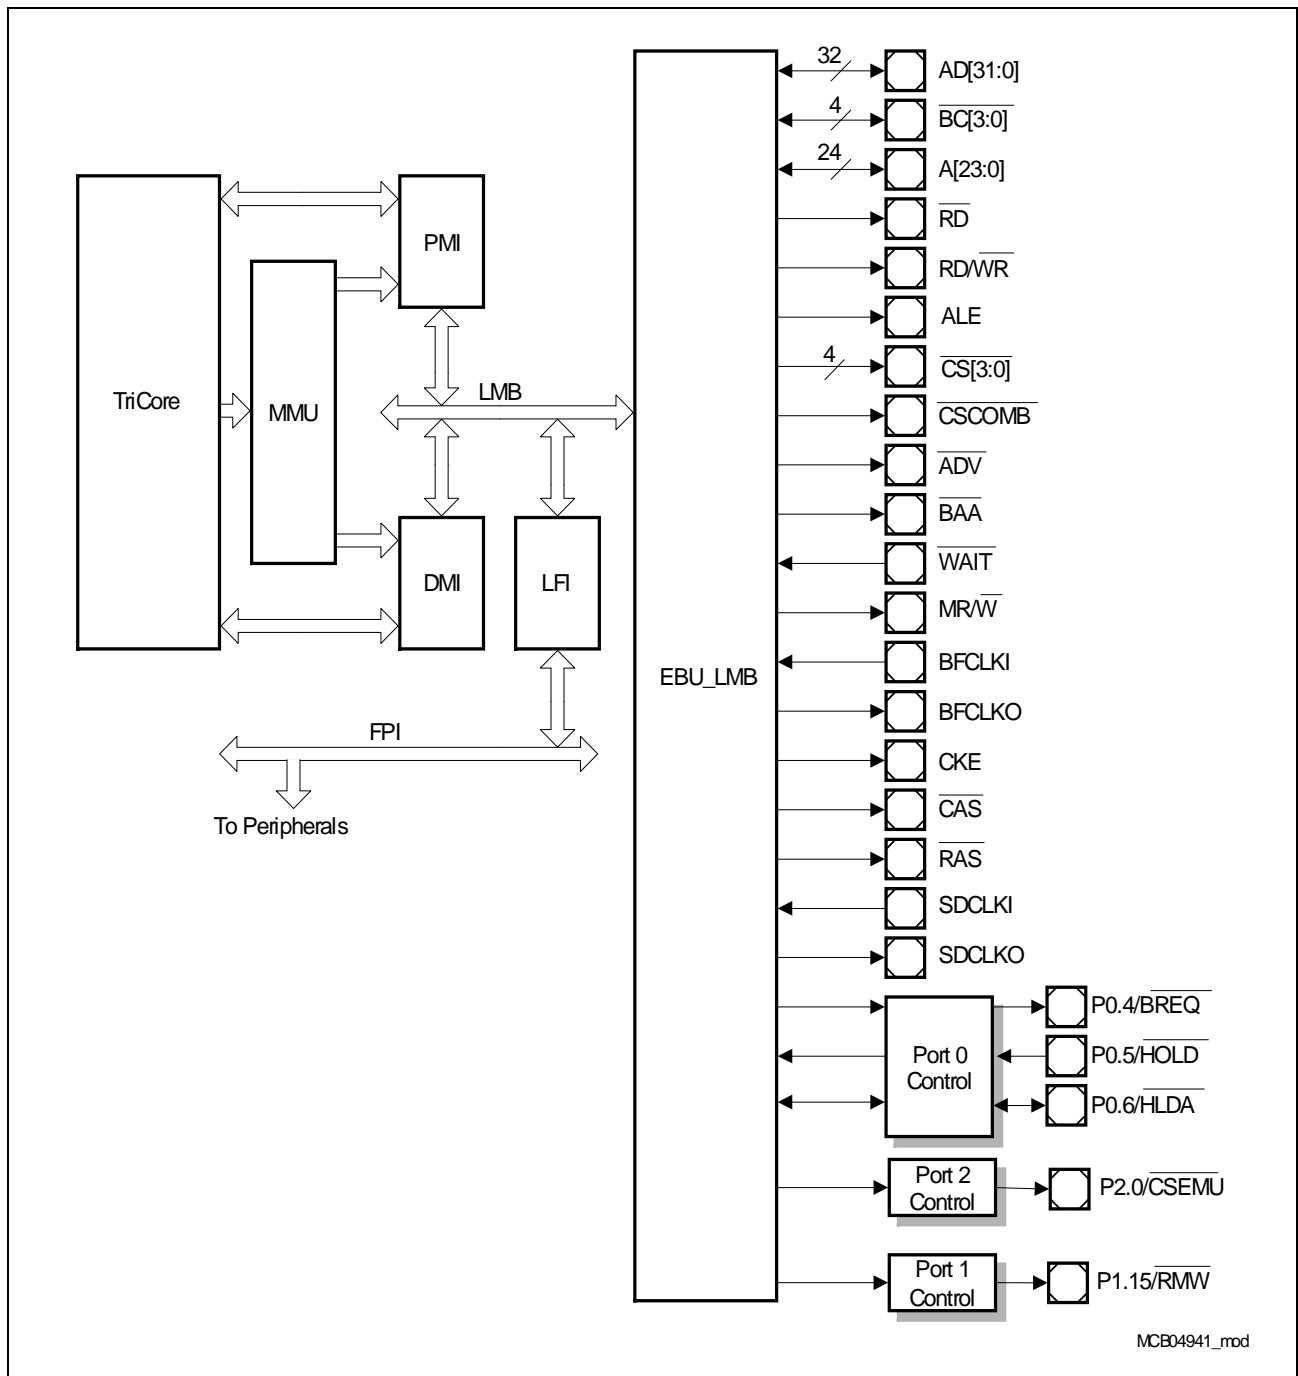 32
AD[31:0]
4
BC[3:0]
24
A[23:0]
RD
PMI
RD/WR
ALE
4
CS[3:0]
LMB
TriCore
MMU
CSCOMB
ADV
BAA
WAIT
DMI
LFI
MR/W
EBU_LMB
BFCLKI
BFCLKO
FPI
CKE
To Peripherals
CAS
RAS
SDCLKI
SDCLKO
P0.4/BREQ
Port 0
Control
P0.5/HOLD
P0.6/HLDA
Port 2
Control
P2.0/CSEMU
Port 1
Control
P1.15/RMW
MCB04941_mod